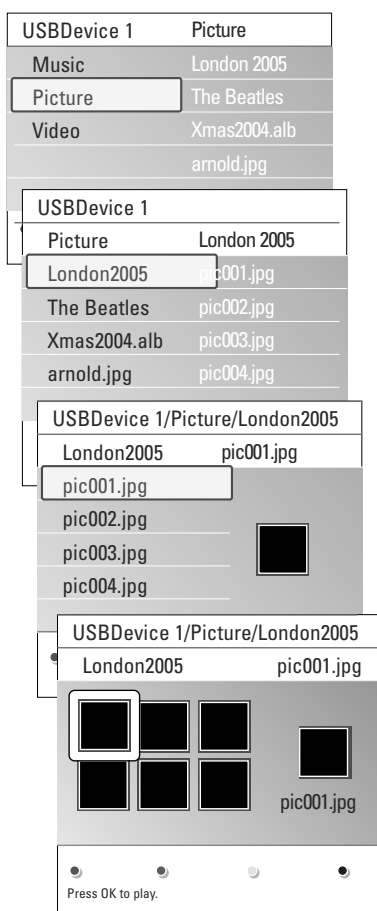 USBDevice 1 Picture
Music London 2005
Picture The Beatles
Video Xmas2004.alb
arnold.jpg
USBDevice 1
Picture London 2005
London2005 pic001.jpg
The Beatles pic002.jpg
Xmas2004.alb pic003.jpg
arnold.jpg pic004.jpg
USBDevice 1/Picture/London2005
London2005 pic001.jpg
pic001.jpg
pic002.jpg
pic003.jpg
pic004.jpg
USBDevice 1/Picture/London2005
London2005 pic001.jpg
pic001.jpg
Press OK to play.